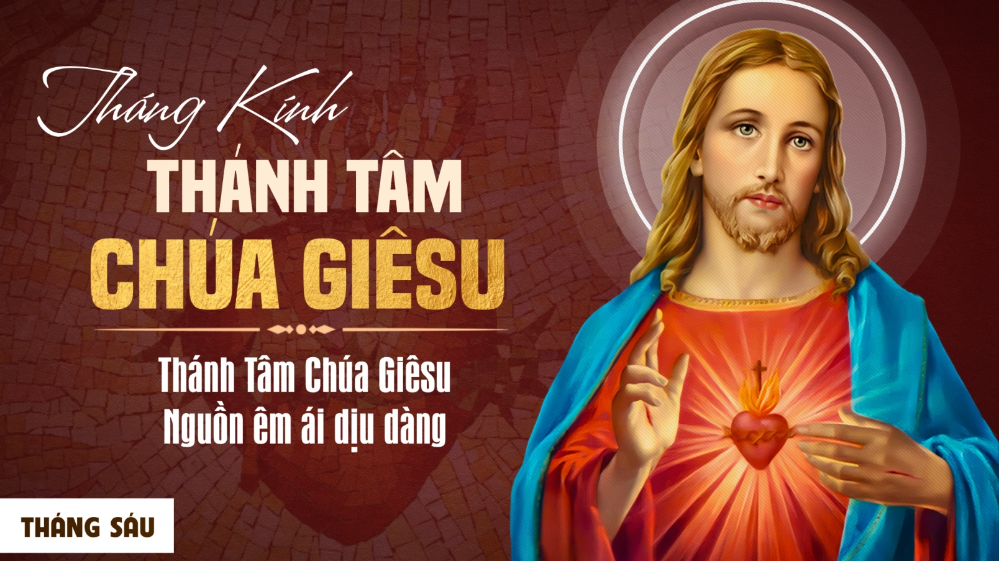 Tháng Kính
THÁNH TÂM
CHÚA GIÊSU
Thánh Tâm Chúa Giêsu
Nguồn êm ái dịu dàng
THÁNG SÁU